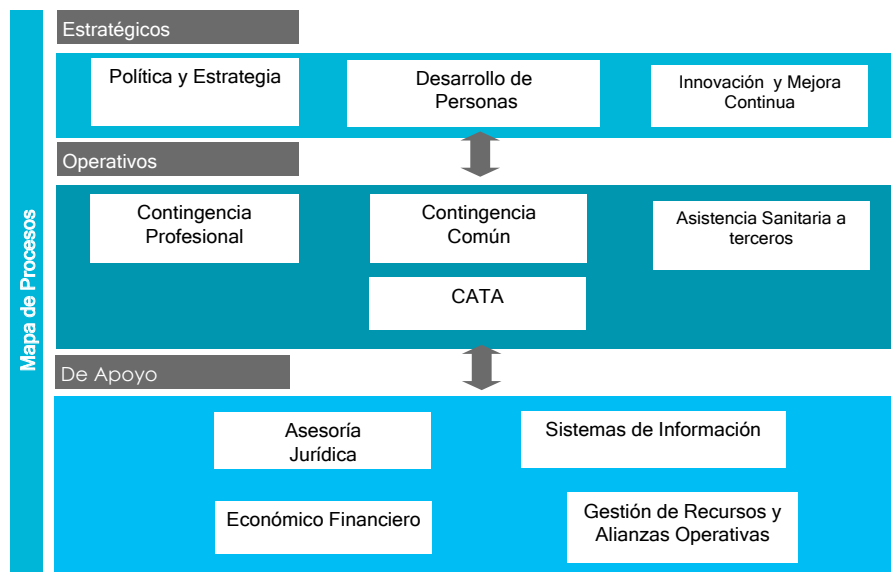 Mapa de Procesos
Estratégicos
Política y Estrategia
Desarrollo de
Personas
Innovación y Mejora
Continua
Operativos
Contingencia
Profesional
Contingencia
Común
Asistencia Sanitaria a
terceros
CATA
De Apoyo
Asesoría
Jurídica
Sistemas de Información
Económico Financiero
Gestión de Recursos y
Alianzas Operativas